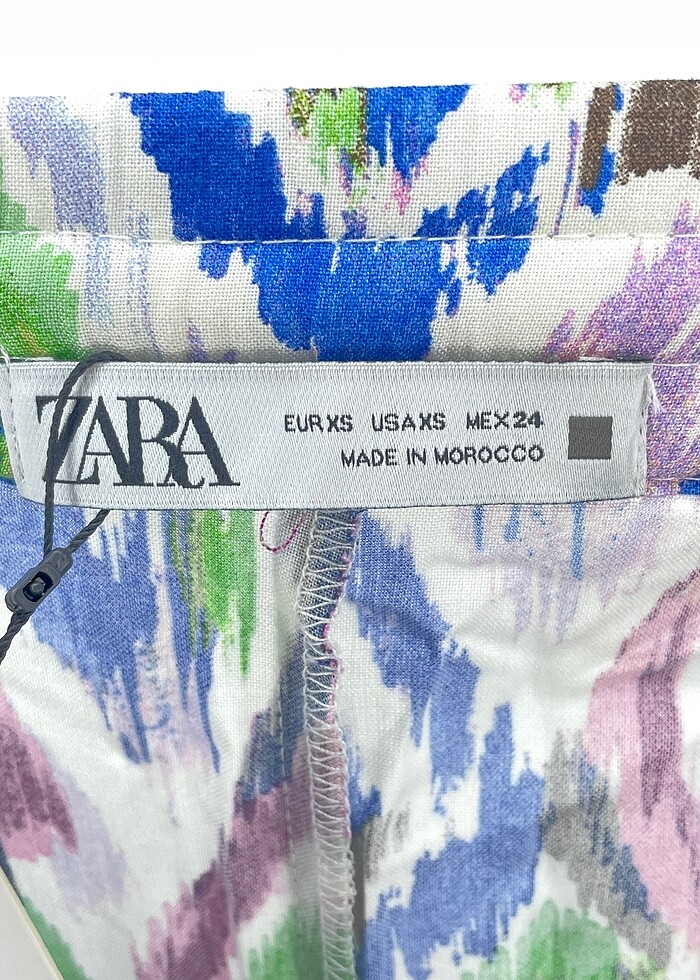 ZARA
EUR XS USA XS MEX 24
MADE IN MOROCCO